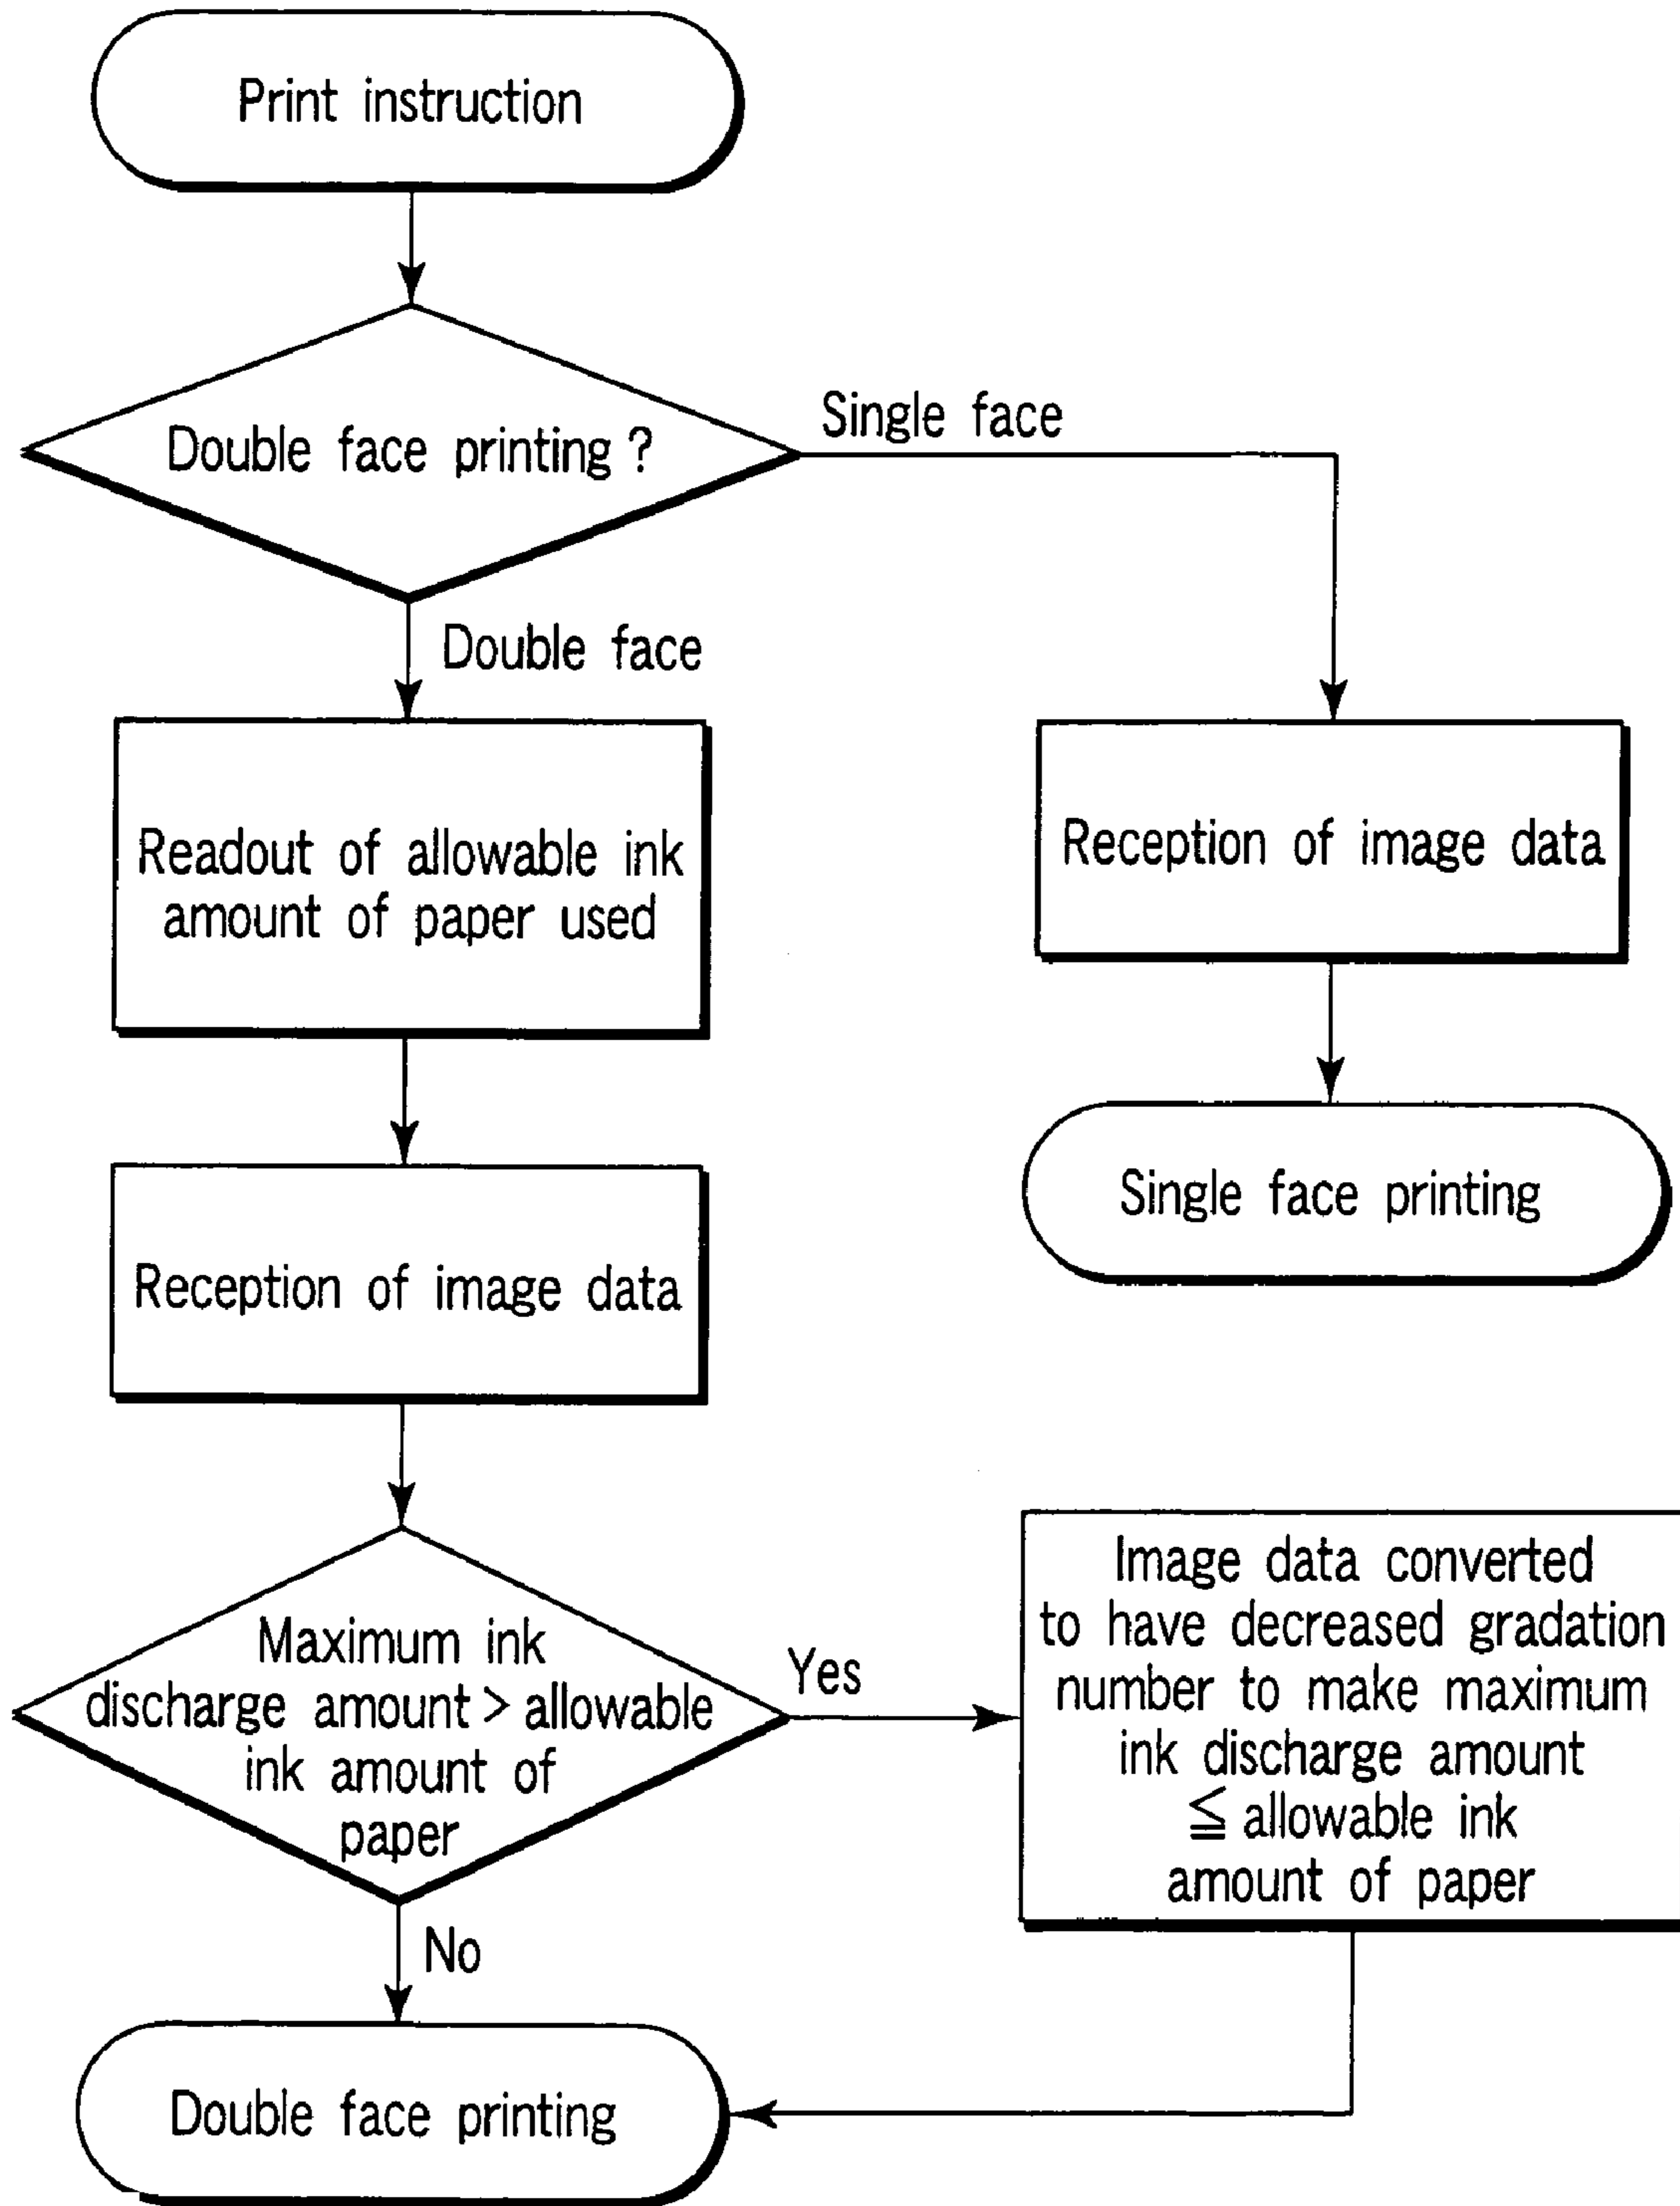 Print instruction
Double face printing ?
Single face
Double face
Readout of allowable ink
amount of paper used
Reception of image data
Reception of image data
Single face printing
Maximum ink
discharge amount > allowable
ink amount of
paper
Yes
Image data converted
to have decreased gradation
number to make maximum
ink discharge amount
≦ allowable ink
amount of paper
No
Double face printing